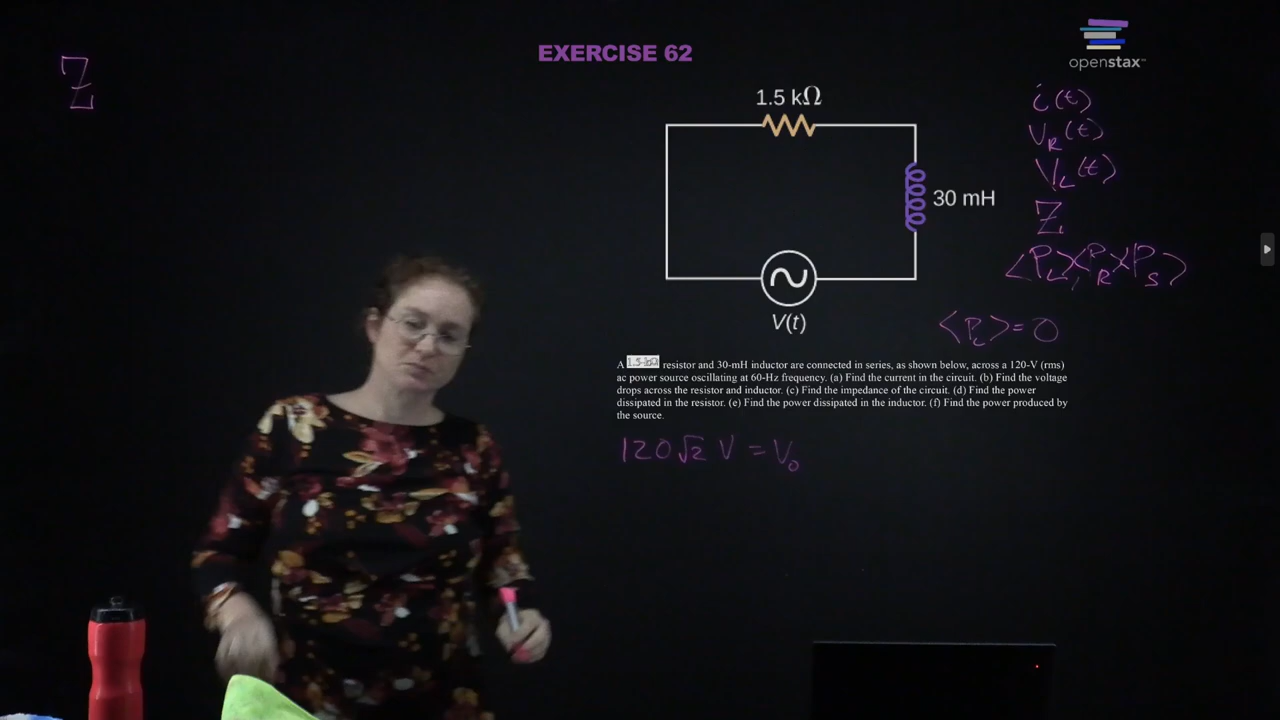 Z
EXERCISE 62
openstax™
1.5 kΩ
30 mH
V(t)
i(t)
V_R(t)
V_L(t)
Z
<P_L>, <P_R>, <P_S>
<P_L> = 0
A 1.5-kΩ resistor and 30-mH inductor are connected in series, as shown below, across a 120-V (rms)
ac power source oscillating at 60-Hz frequency. (a) Find the current in the circuit. (b) Find the voltage
drops across the resistor and inductor. (c) Find the impedance of the circuit. (d) Find the power
dissipated in the resistor. (e) Find the power dissipated in the inductor. (f) Find the power produced by
the source.
120√2 V = V₀